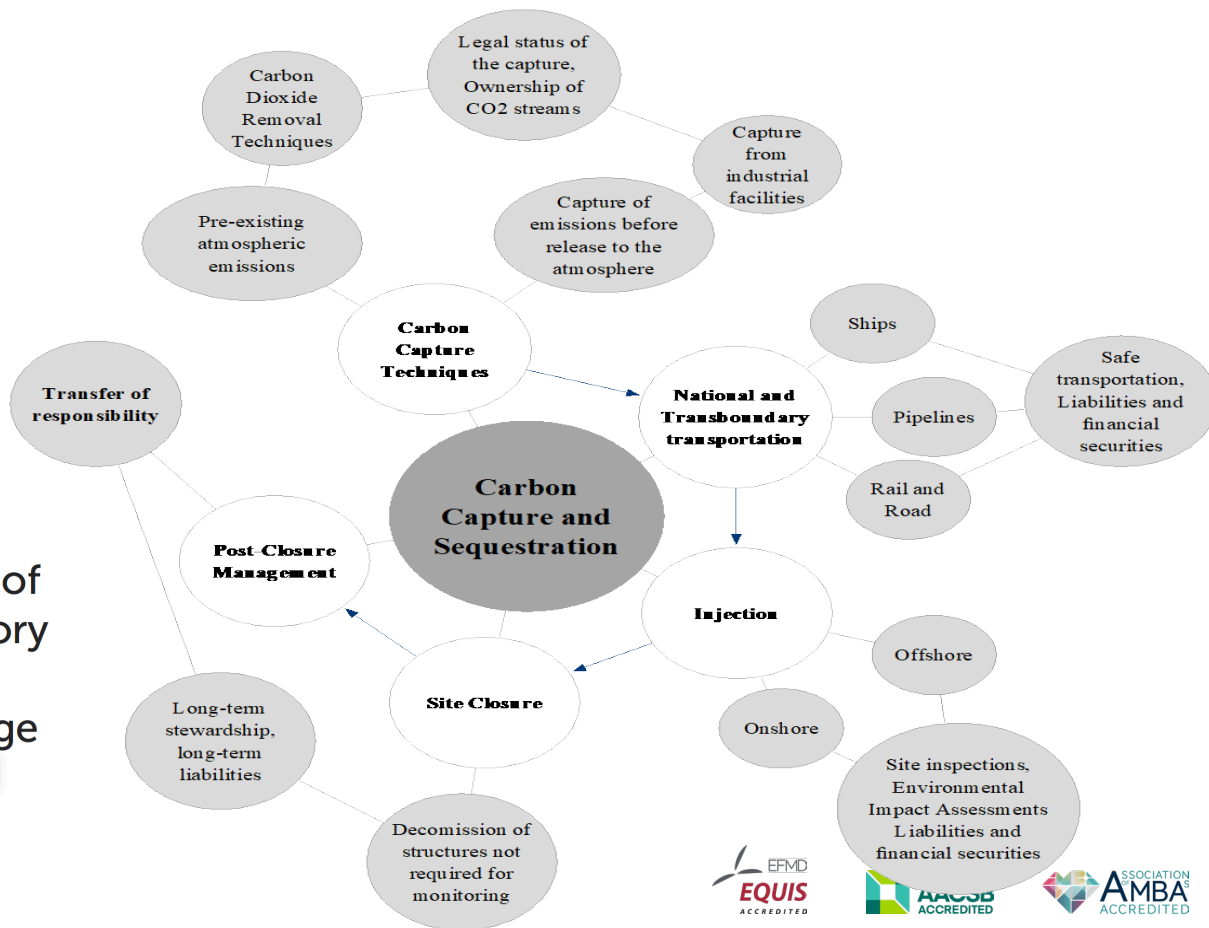 Legal status of
the capture,
Ownership of
CO2 streams
Carbon
Dioxide
Removal
Techniques
Capture
from
industrial
facilities
Pre-existing
atmospheric
emissions
Capture of
emissions before
release to the
atmosphere
Carbon
Capture
Techniques
Ships
Safe
transportation,
Liabilities and
financial
securities
National and
Transboundary
transportation
Pipelines
Rail and
Road
Transfer of
responsibility
Carbon
Capture and
Sequestration
Post-Closure
Management
of
ory
ge
Injection
Offshore
Onshore
Site Closure
Long-term
stewardship,
long-term
liabilities
Site inspections,
Environmental
Impact Assessments
Liabilities and
financial securities
Decomission of
structures not
required for
monitoring
EFMD
EQUIS
ACCREDITED
AACSB
ACCREDITED
ASSOCIATION
OF
AMBAs
ACCREDITED